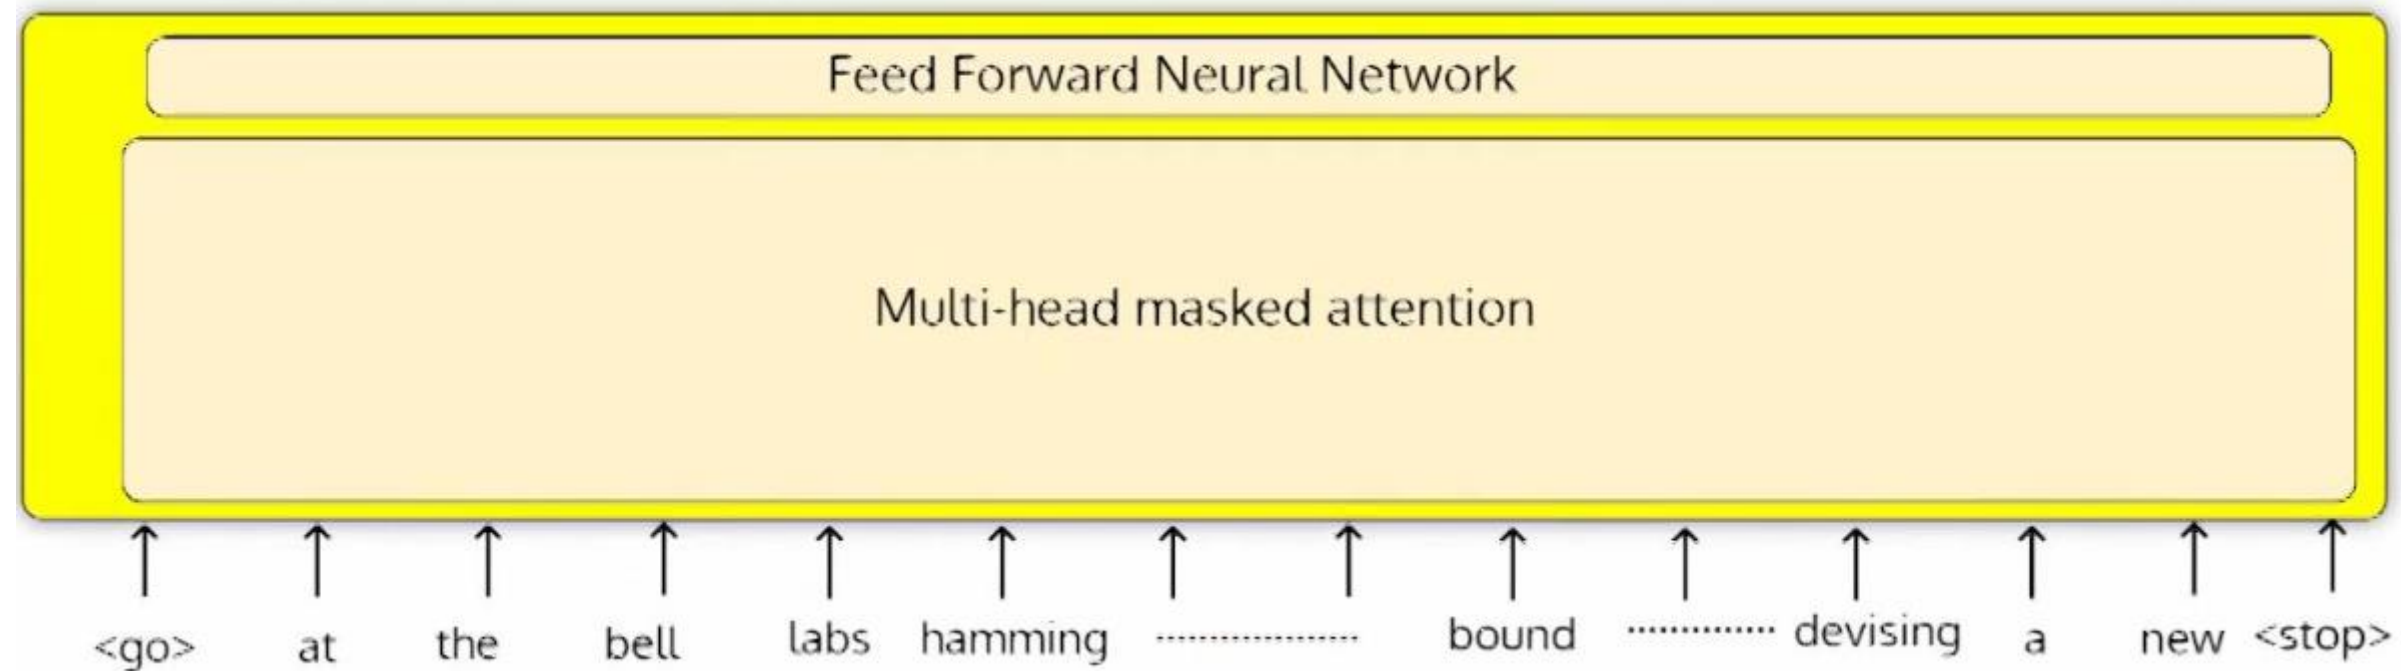 Feed Forward Neural Network
Multi-head masked attention
<go> at the bell labs hamming .................. bound ............. devising a new <stop>